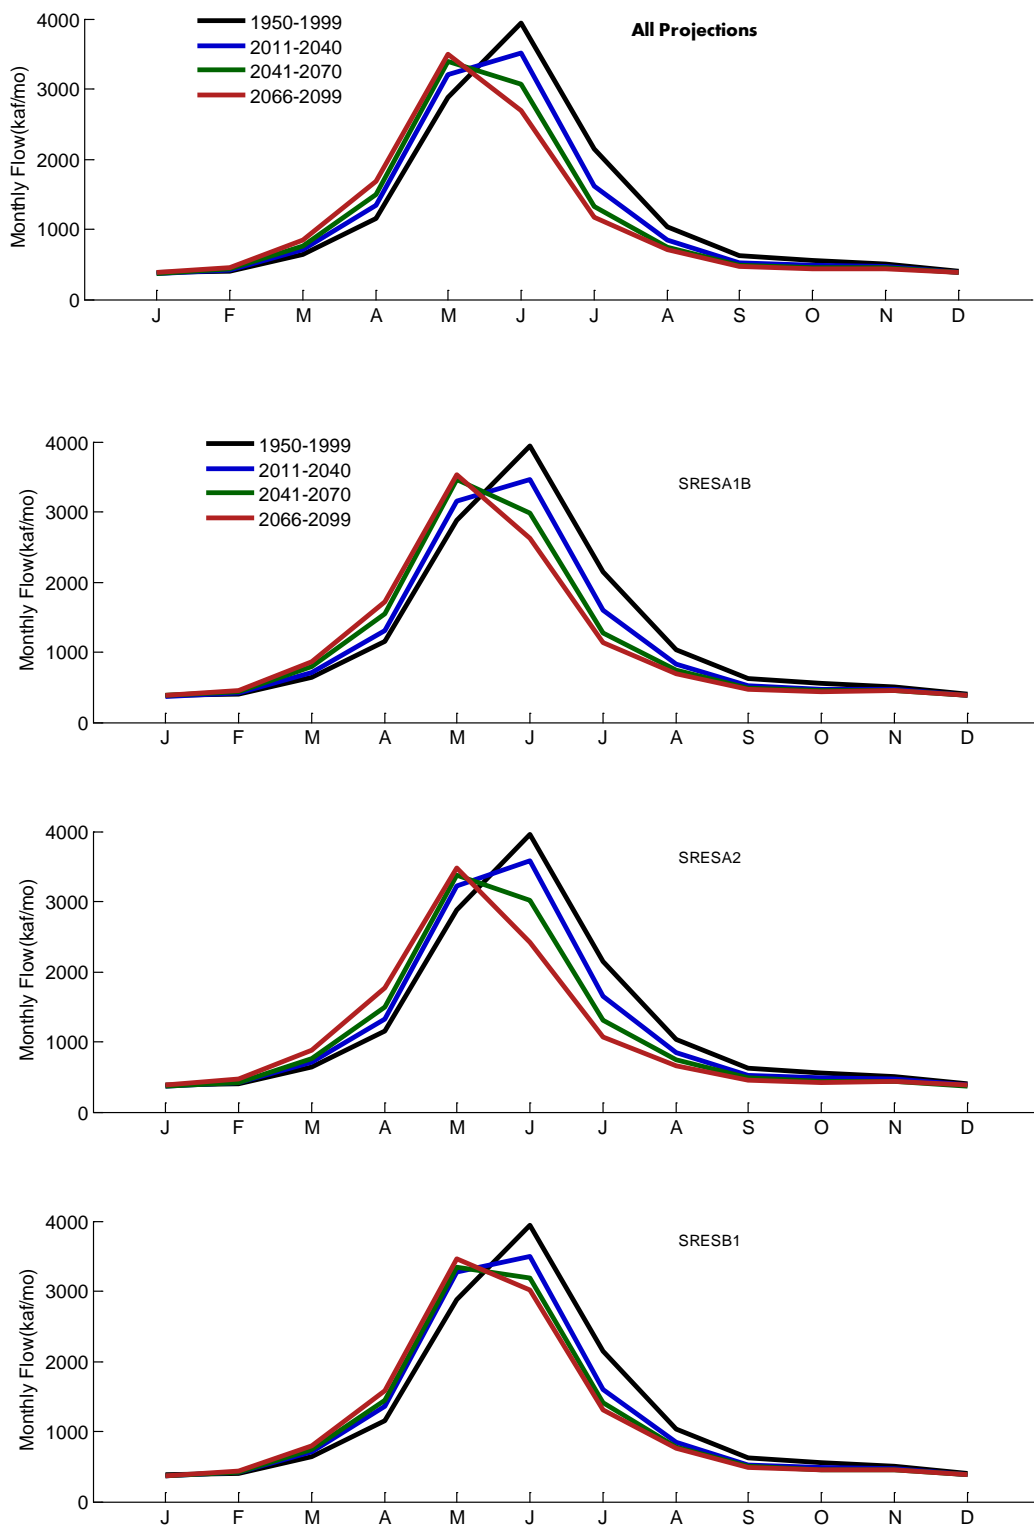 All Projections
1950-1999
2011-2040
2041-2070
2066-2099
Monthly Flow(kaf/mo)
4000
3000
2000
1000
0
J F M A M J J A S O N D
SRESA1B
1950-1999
2011-2040
2041-2070
2066-2099
Monthly Flow(kaf/mo)
4000
3000
2000
1000
0
J F M A M J J A S O N D
SRESA2
Monthly Flow(kaf/mo)
4000
3000
2000
1000
0
J F M A M J J A S O N D
SRESB1
Monthly Flow(kaf/mo)
4000
3000
2000
1000
0
J F M A M J J A S O N D